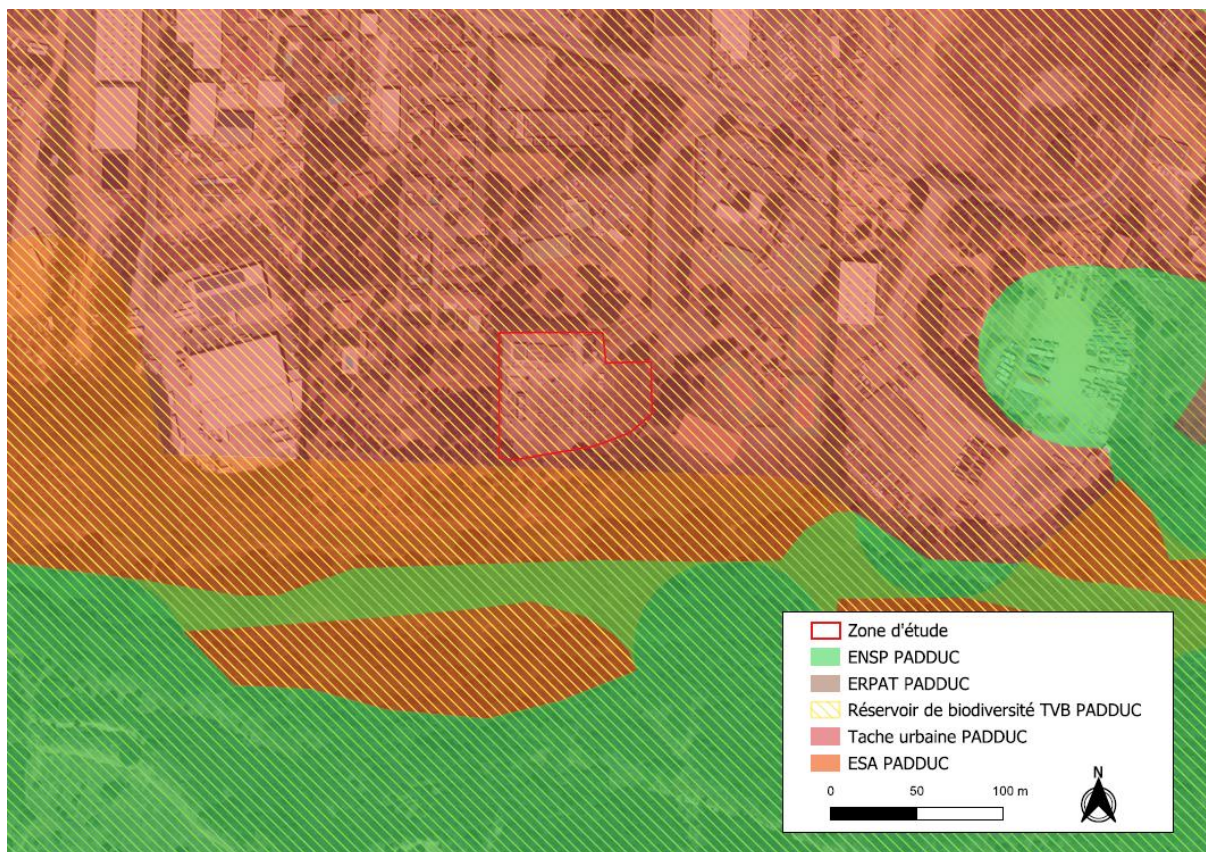 Zone d'étude
ENSP PADDUC
ERPAT PADDUC
Réservoir de biodiversité TVB PADDUC
Tache urbaine PADDUC
ESA PADDUC
0 50 100 m
N